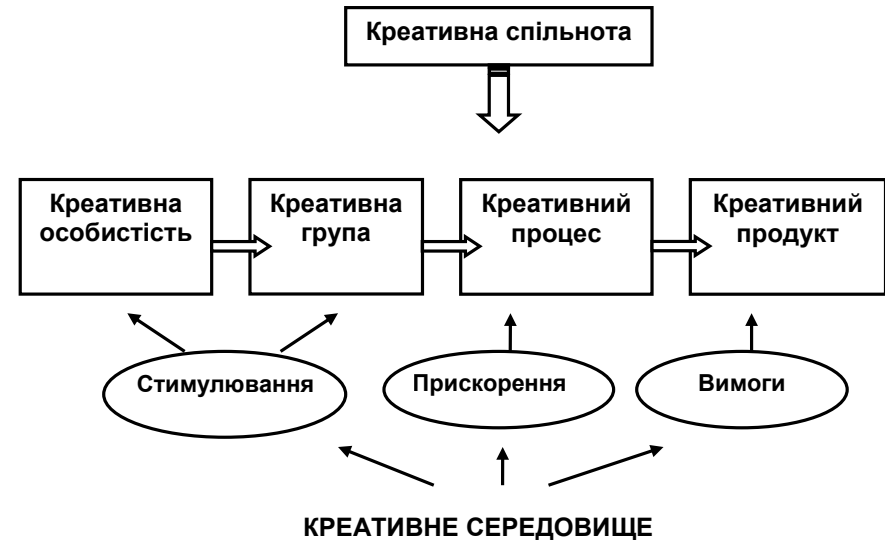 Креативна спільнота
Креативна
особистість
Креативна
група
Креативний
процес
Креативний
продукт
Стимулювання
Прискорення
Вимоги
КРЕАТИВНЕ СЕРЕДОВИЩЕ